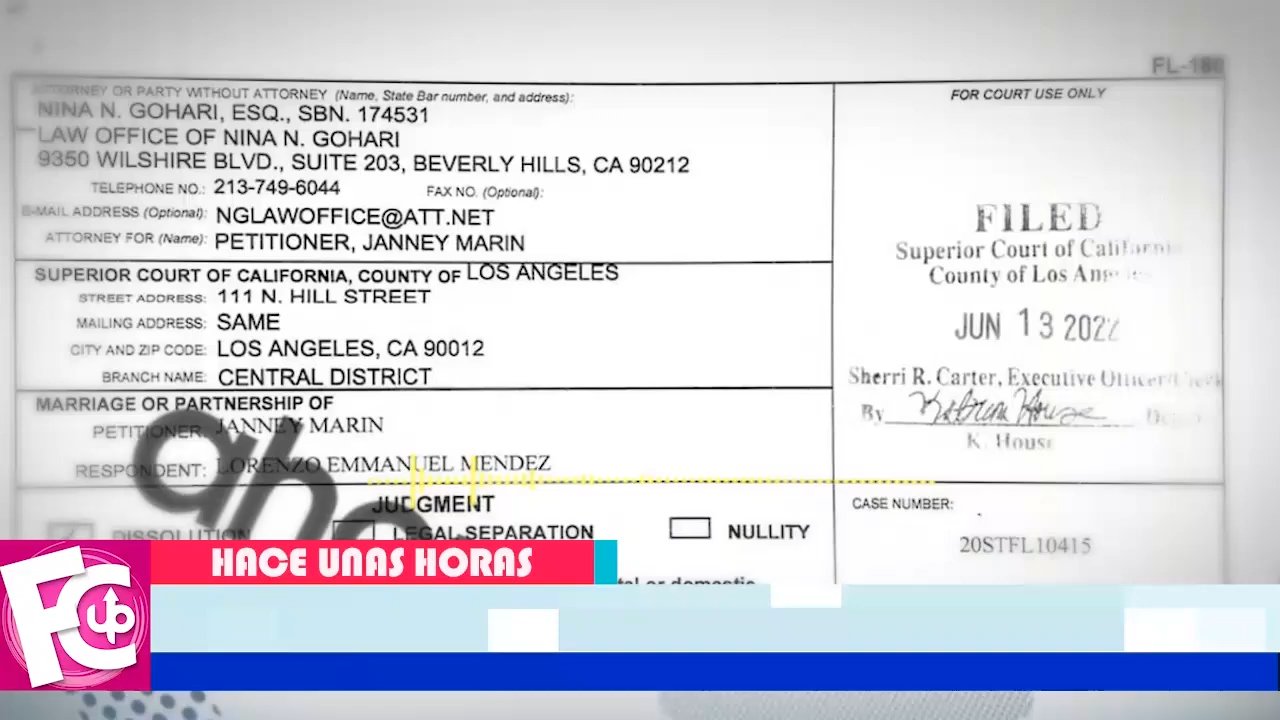 FL-180
ATTORNEY OR PARTY WITHOUT ATTORNEY (Name, State Bar number, and address):
NINA N. GOHARI, ESQ., SBN. 174531
LAW OFFICE OF NINA N. GOHARI
9350 WILSHIRE BLVD., SUITE 203, BEVERLY HILLS, CA 90212
TELEPHONE NO.: 213-749-6044 FAX NO. (Optional):
E-MAIL ADDRESS (Optional): NGLAWOFFICE@ATT.NET
ATTORNEY FOR (Name): PETITIONER, JANNEY MARIN
SUPERIOR COURT OF CALIFORNIA, COUNTY OF LOS ANGELES
STREET ADDRESS: 111 N. HILL STREET
MAILING ADDRESS: SAME
CITY AND ZIP CODE: LOS ANGELES, CA 90012
BRANCH NAME: CENTRAL DISTRICT
MARRIAGE OR PARTNERSHIP OF
PETITIONER: JANNEY MARIN
RESPONDENT: LORENZO EMMANUEL MENDEZ
JUDGMENT
DISSOLUTION LEGAL SEPARATION NULLITY
FOR COURT USE ONLY
FILED
Superior Court of California
County of Los Angeles
JUN 13 2022
Sherri R. Carter, Executive Officer
By
K. House
CASE NUMBER:
20STFL10415
or domestic
aho
HACE UNAS HORAS
FC up